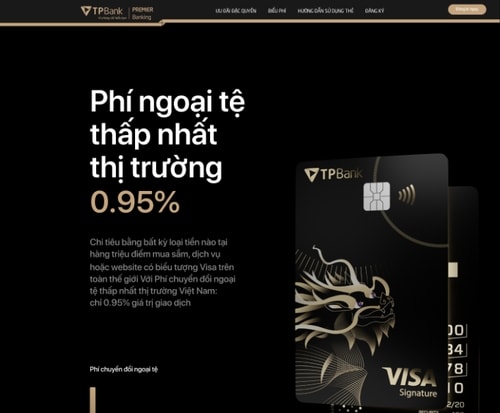 TPBank PREMIER Banking
ƯU ĐÃI ĐẶC QUYỀN BIỂU PHÍ HƯỚNG DẪN SỬ DỤNG THẺ ĐĂNG KÝ
Phí ngoại tệ
thấp nhất
thị trường
0.95%
Chi tiêu bằng bất kỳ loại tiền nào tại
hàng triệu điểm mua sắm, dịch vụ
hoặc website có biểu tượng Visa trên
toàn thế giới Với Phí chuyển đổi ngoại
tệ thấp nhất thị trường Việt Nam:
chỉ 0.95% giá trị giao dịch
Phí chuyển đổi ngoại tệ
TPBank
VISA
Signature
00
84
78
10
2/20